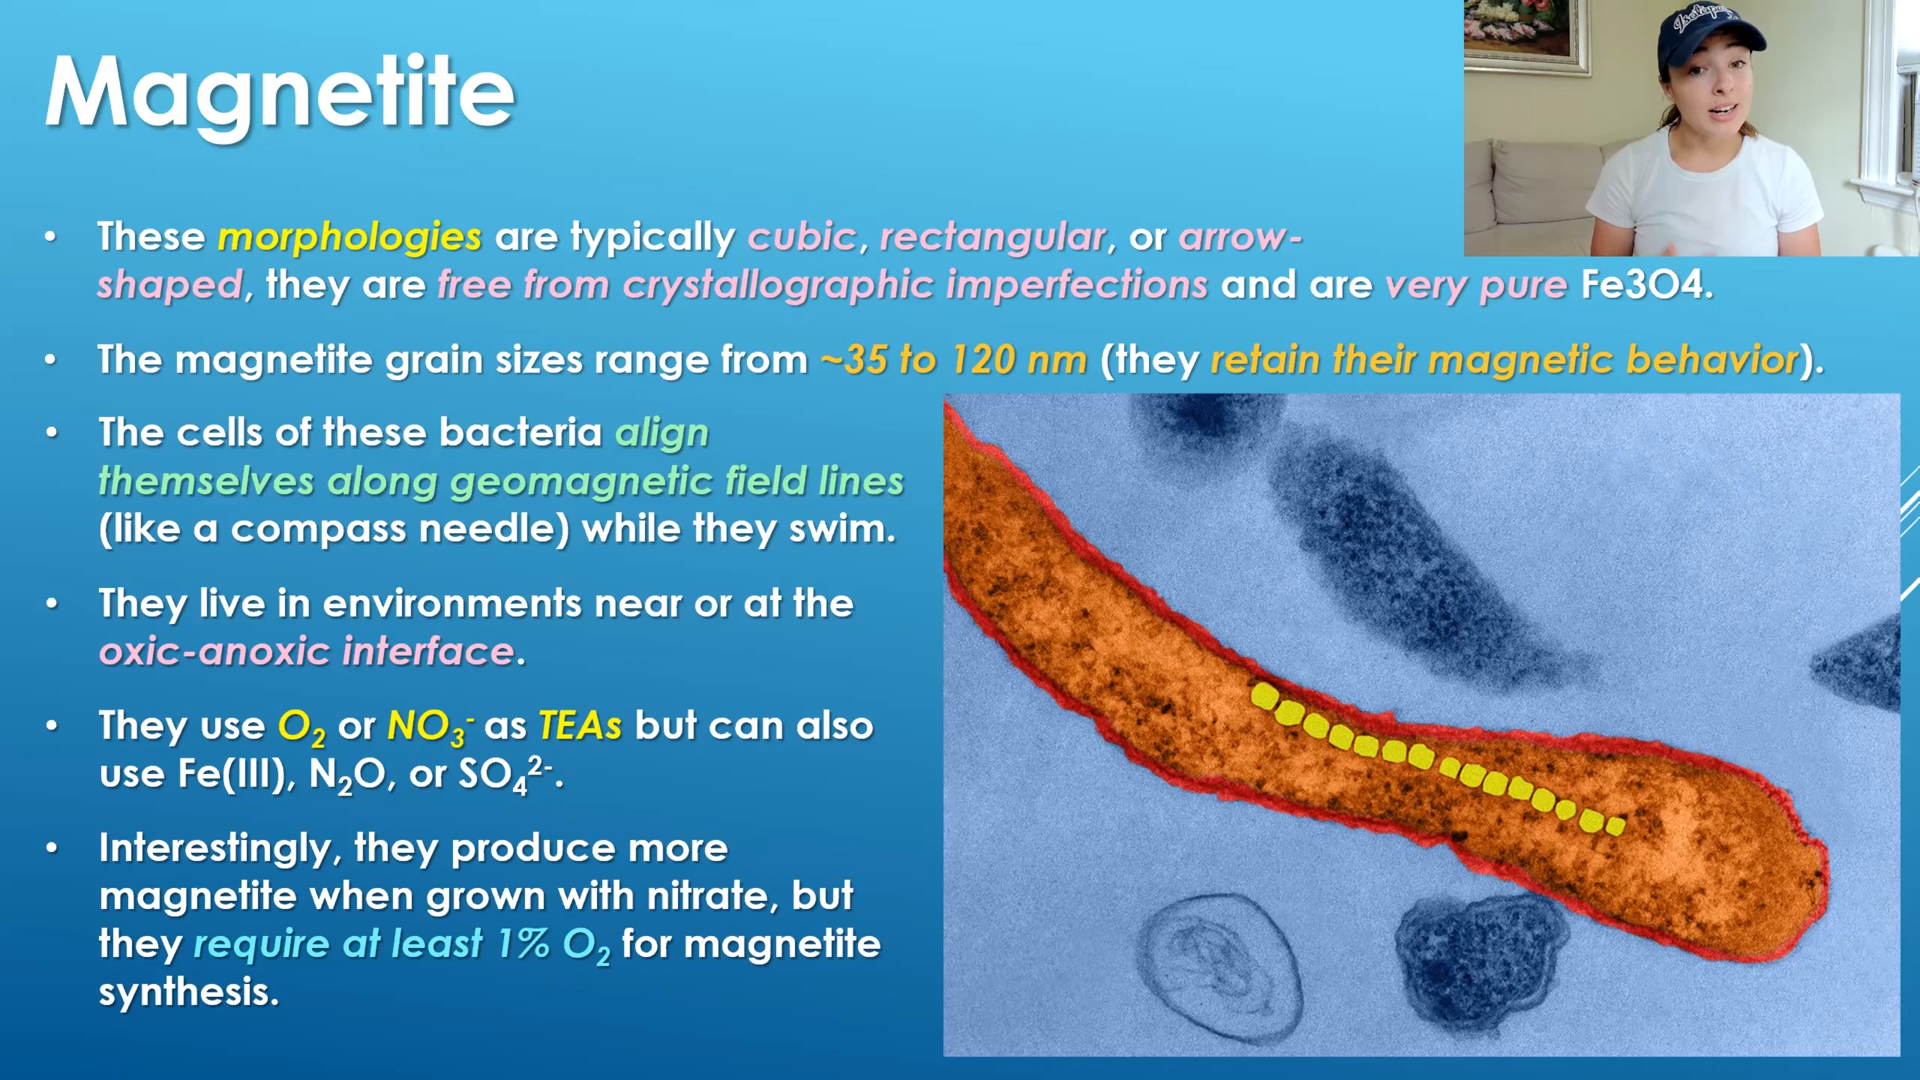 Magnetite
• These morphologies are typically cubic, rectangular, or arrow-
shaped, they are free from crystallographic imperfections and are very pure Fe3O4.
• The magnetite grain sizes range from ~35 to 120 nm (they retain their magnetic behavior).
• The cells of these bacteria align
themselves along geomagnetic field lines
(like a compass needle) while they swim.
• They live in environments near or at the
oxic-anoxic interface.
• They use O₂ or NO₃⁻ as TEAs but can also
use Fe(III), N₂O, or SO₄²⁻.
• Interestingly, they produce more
magnetite when grown with nitrate, but
they require at least 1% O₂ for magnetite
synthesis.